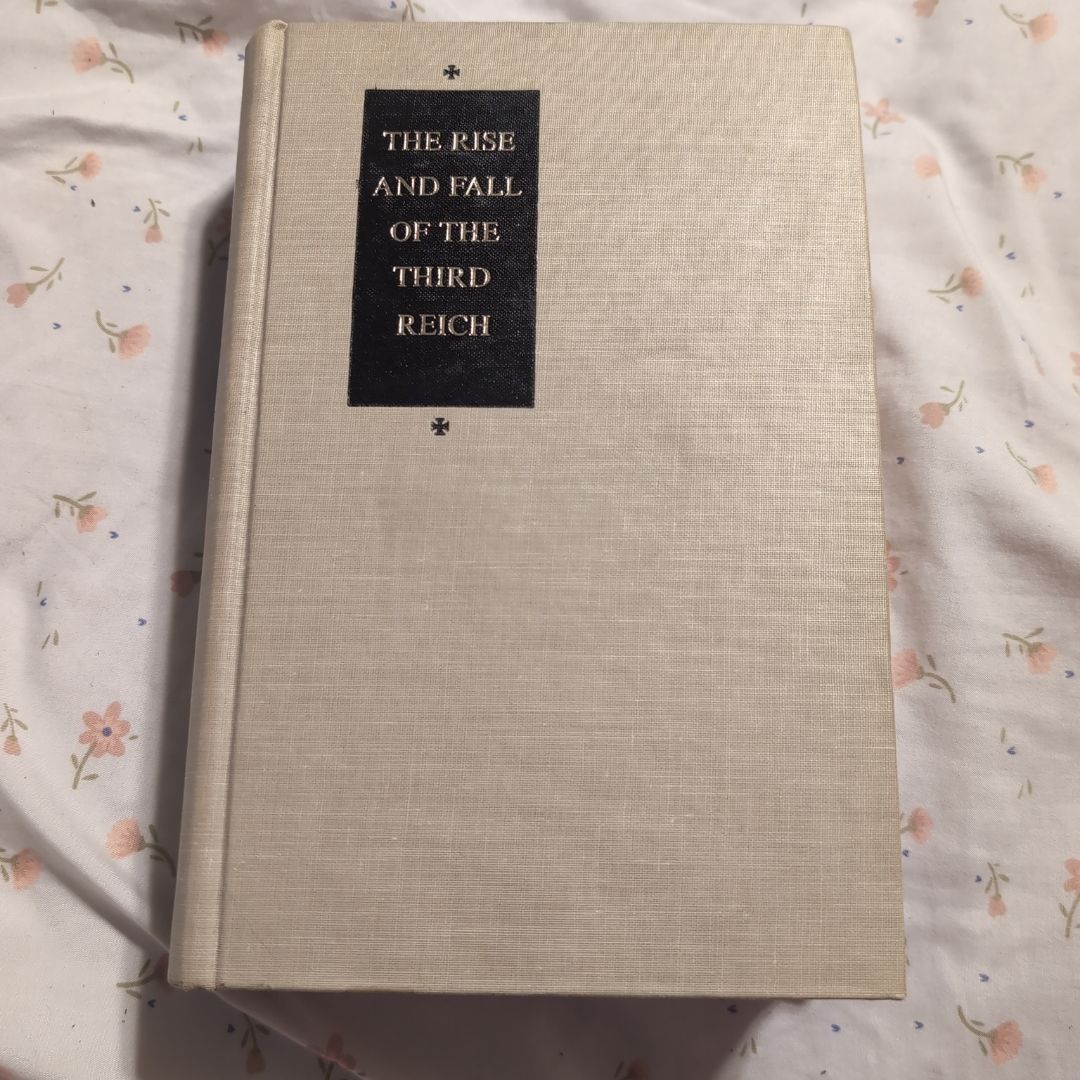 THE RISE
AND FALL
OF THE
THIRD
REICH